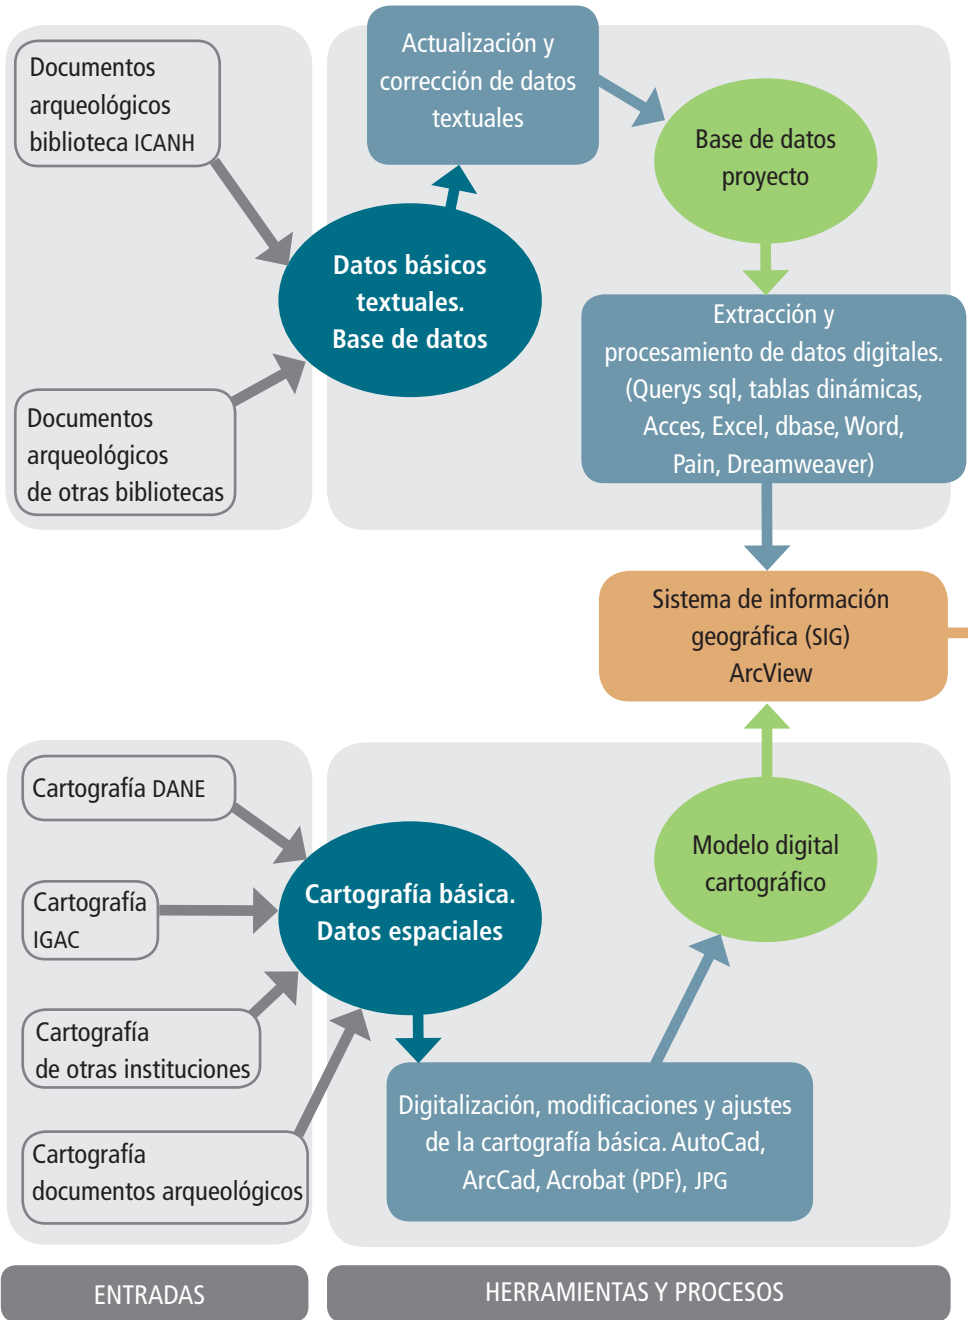 Documentos
arqueológicos
biblioteca ICANH
Documentos
arqueológicos
de otras bibliotecas
Datos básicos
textuales.
Base de datos
Actualización y
corrección de datos
textuales
Base de datos
proyecto
Extracción y
procesamiento de datos digitales.
(Querys sql, tablas dinámicas,
Acces, Excel, dbase, Word,
Pain, Dreamweaver)
Sistema de información
geográfica (SIG)
ArcView
Cartografía DANE
Cartografía
IGAC
Cartografía
de otras instituciones
Cartografía
documentos arqueológicos
Cartografía básica.
Datos espaciales
Digitalización, modificaciones y ajustes
de la cartografía básica. AutoCad,
ArcCad, Acrobat (PDF), JPG
Modelo digital
cartográfico
ENTRADAS
HERRAMIENTAS Y PROCESOS